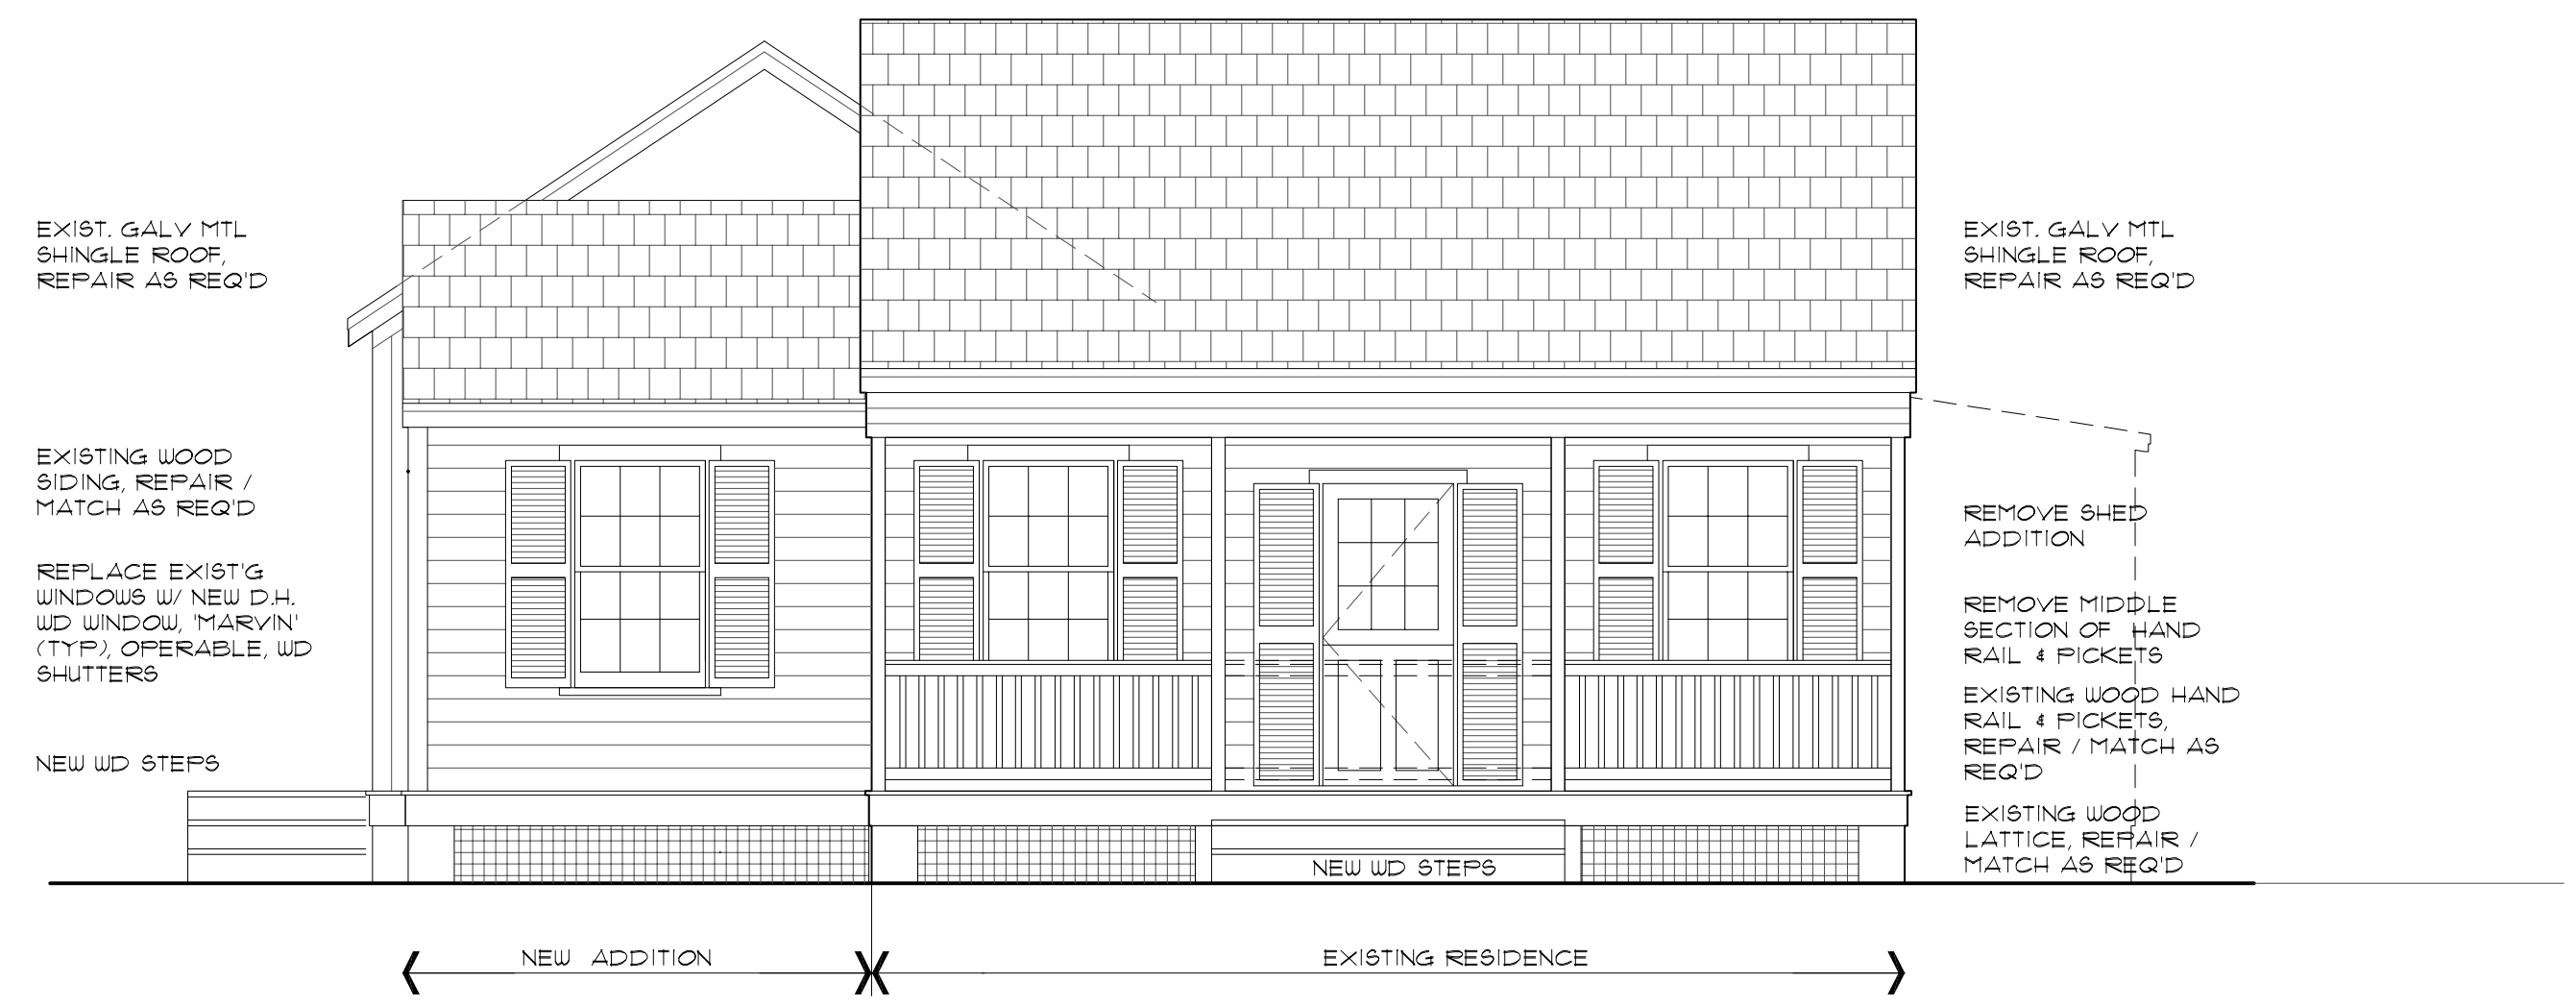 EXIST. GALV MTL
SHINGLE ROOF,
REPAIR AS REQ'D
EXISTING WOOD
SIDING, REPAIR /
MATCH AS REQ'D
REPLACE EXIST'G
WINDOWS W/ NEW D.H.
WD WINDOW, 'MARVIN'
(TYP), OPERABLE, WD
SHUTTERS
NEW WD STEPS
EXIST. GALV MTL
SHINGLE ROOF,
REPAIR AS REQ'D
REMOVE SHED
ADDITION
REMOVE MIDDLE
SECTION OF HAND
RAIL & PICKETS
EXISTING WOOD HAND
RAIL & PICKETS,
REPAIR / MATCH AS
REQ'D
EXISTING WOOD
LATTICE, REPAIR /
MATCH AS REQ'D
NEW WD STEPS
NEW ADDITION
EXISTING RESIDENCE